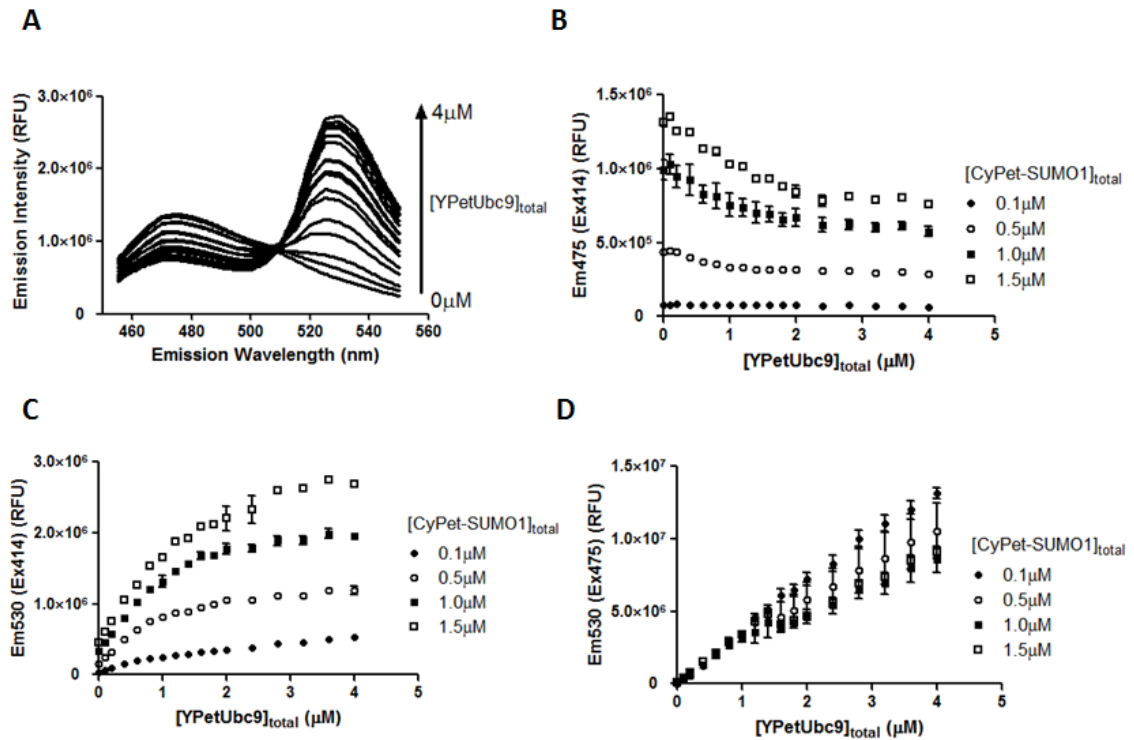 A
Emission Intensity (RFU)
3.0×10⁶
2.0×10⁶
1.0×10⁶
0
460 480 500 520 540 560
Emission Wavelength (nm)
4μM
[YPetUbc9]total
0μM
B
Em475 (Ex414) (RFU)
1.5×10⁶
1.0×10⁶
5.0×10⁵
0
0 1 2 3 4 5
[YPetUbc9]total (μM)
[CyPet-SUMO1]total
0.1μM
0.5μM
1.0μM
1.5μM
C
Em530 (Ex414) (RFU)
3.0×10⁶
2.0×10⁶
1.0×10⁶
0
0 1 2 3 4 5
[YPetUbc9]total (μM)
[CyPet-SUMO1]total
0.1μM
0.5μM
1.0μM
1.5μM
D
Em530 (Ex475) (RFU)
1.5×10⁷
1.0×10⁷
5.0×10⁶
0
0 1 2 3 4 5
[YPetUbc9]total (μM)
[CyPet-SUMO1]total
0.1μM
0.5μM
1.0μM
1.5μM